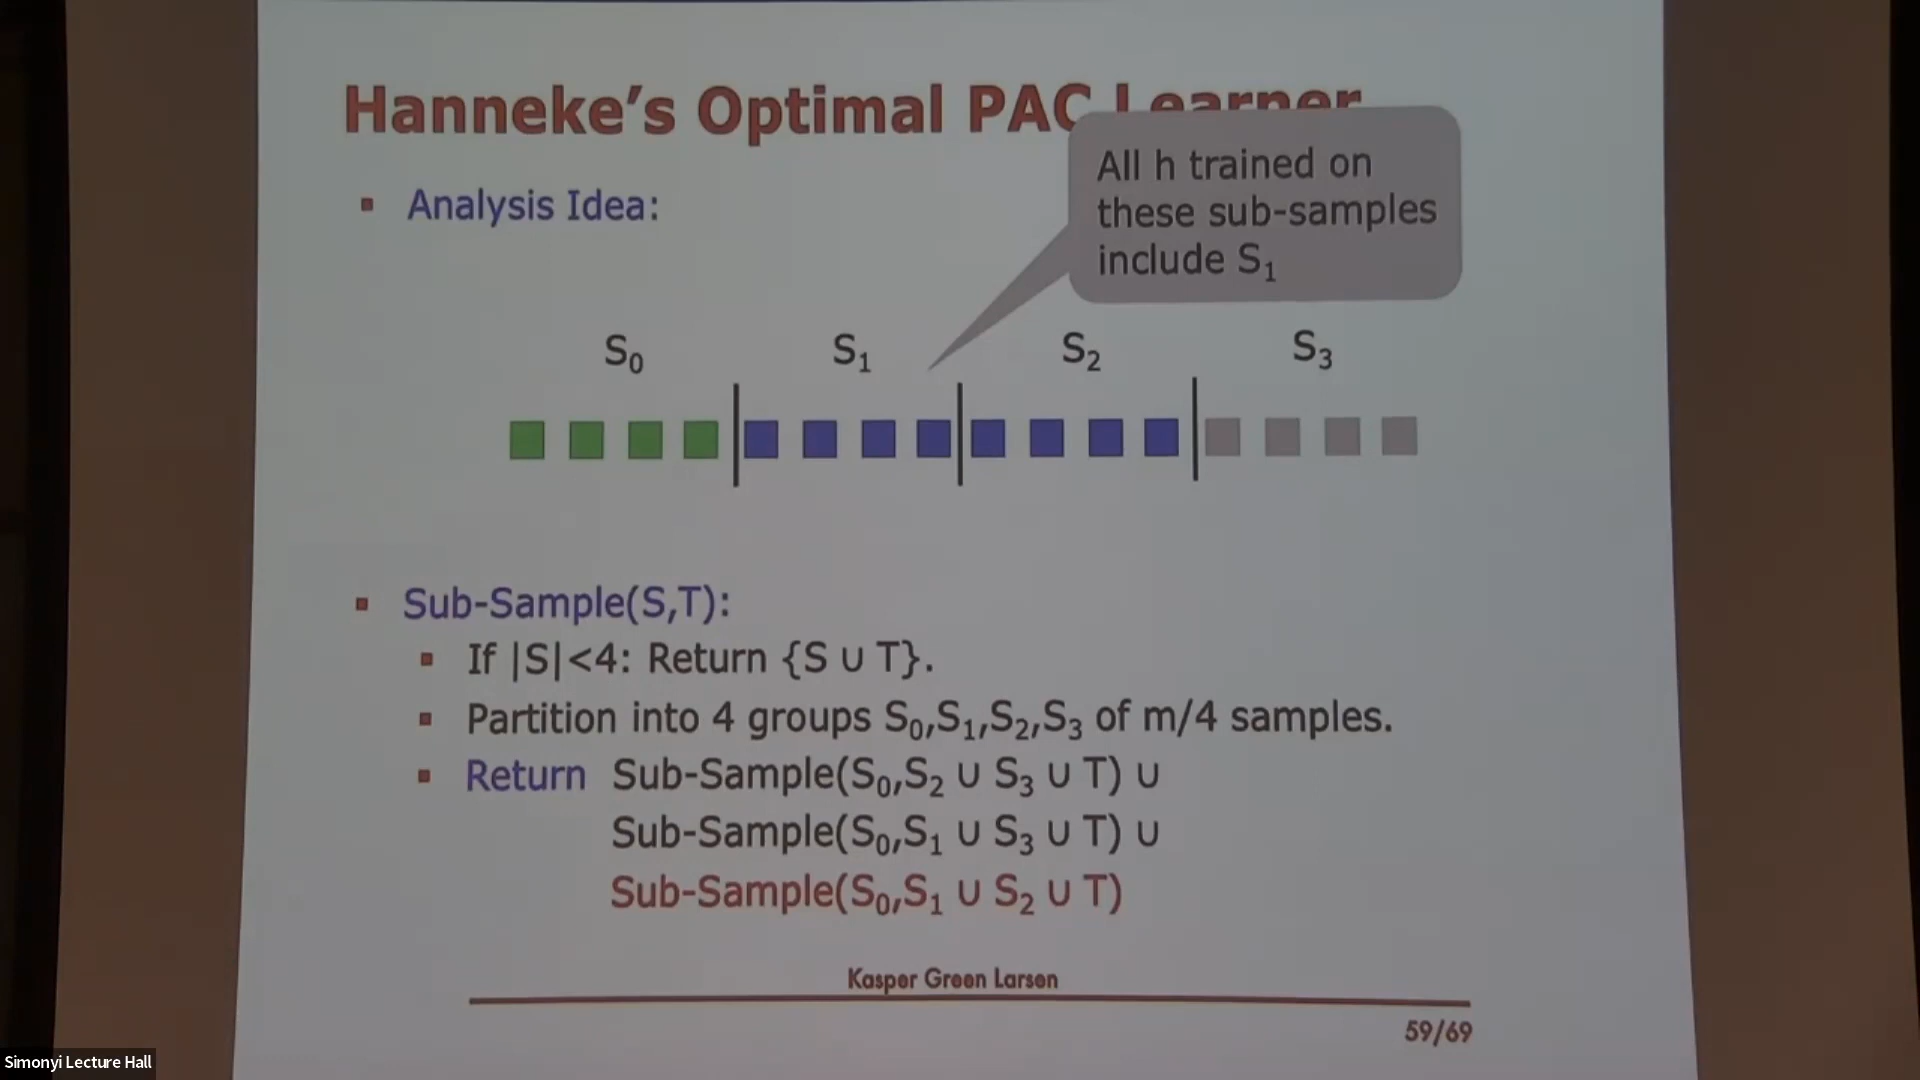 Hanneke's Optimal PAC Learner
All h trained on
these sub-samples
include S₁
▪ Analysis Idea:
S₀ S₁ S₂ S₃
▪ Sub-Sample(S,T):
▪ If |S|<4: Return {S ∪ T}.
▪ Partition into 4 groups S₀,S₁,S₂,S₃ of m/4 samples.
▪ Return Sub-Sample(S₀,S₂ ∪ S₃ ∪ T) ∪
Sub-Sample(S₀,S₁ ∪ S₃ ∪ T) ∪
Sub-Sample(S₀,S₁ ∪ S₂ ∪ T)
Kasper Green Larsen
59/69
Simonyi Lecture Hall